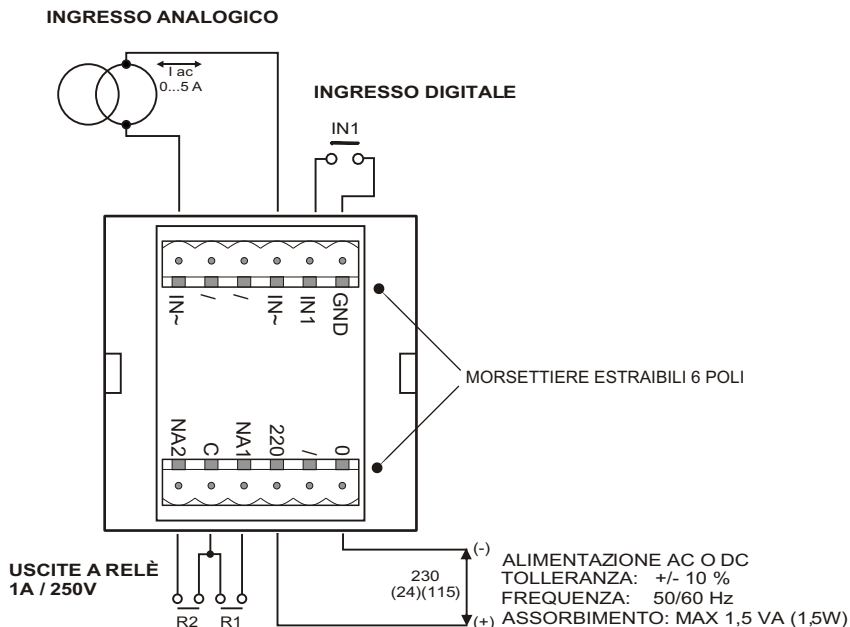 INGRESSO ANALOGICO
I ac
0...5 A
INGRESSO DIGITALE
IN1
IN~
/
/
IN~
IN1
GND
MORSETTIERE ESTRAIBILI 6 POLI
NA2
C
NA1
220
/
0
USCITE A RELÈ
1A / 250V
R2
R1
230
(24)(115)
(-)
(+)
ALIMENTAZIONE AC O DC
TOLLERANZA: +/- 10 %
FREQUENZA: 50/60 Hz
ASSORBIMENTO: MAX 1,5 VA (1,5W)